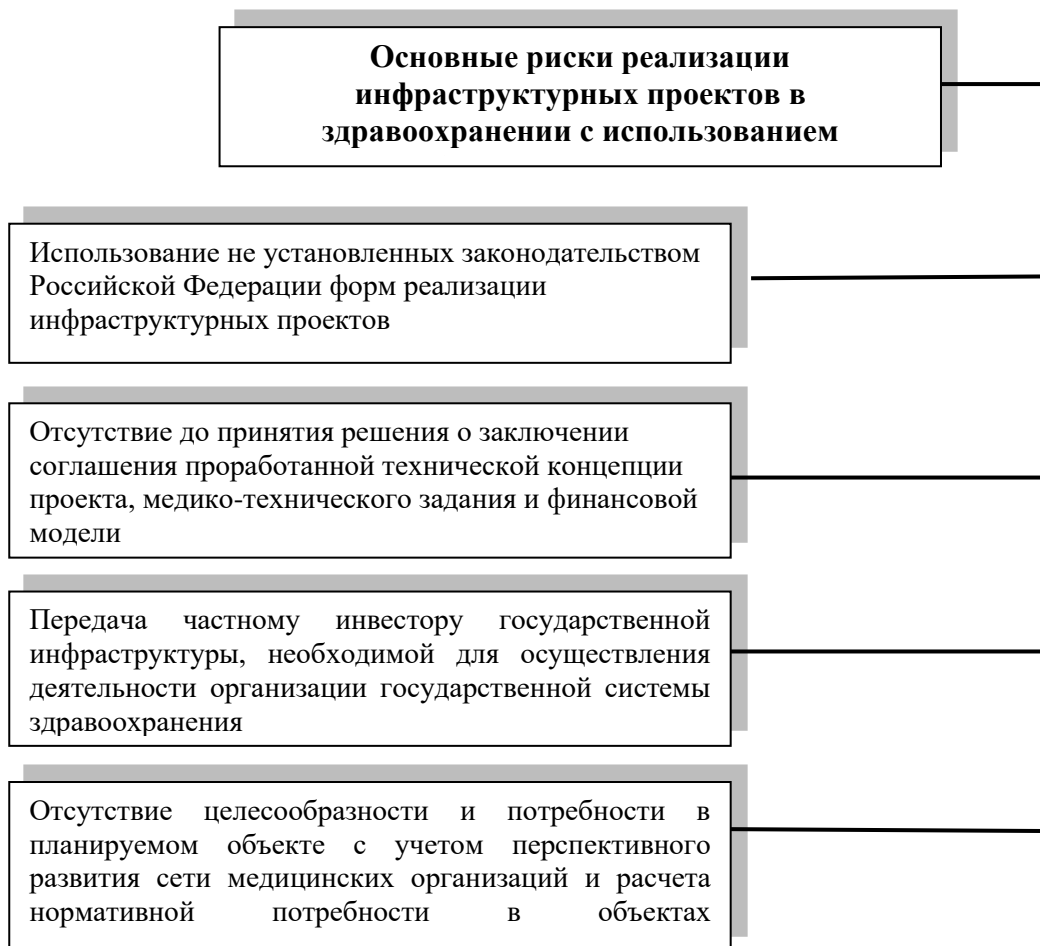 Основные риски реализации
инфраструктурных проектов в
здравоохранении с использованием
Использование не установленных законодательством
Российской Федерации форм реализации
инфраструктурных проектов
Отсутствие до принятия решения о заключении
соглашения проработанной технической концепции
проекта, медико-технического задания и финансовой
модели
Передача частному инвестору государственной
инфраструктуры, необходимой для осуществления
деятельности организации государственной системы
здравоохранения
Отсутствие целесообразности и потребности в
планируемом объекте с учетом перспективного
развития сети медицинских организаций и расчета
нормативной потребности в объектах